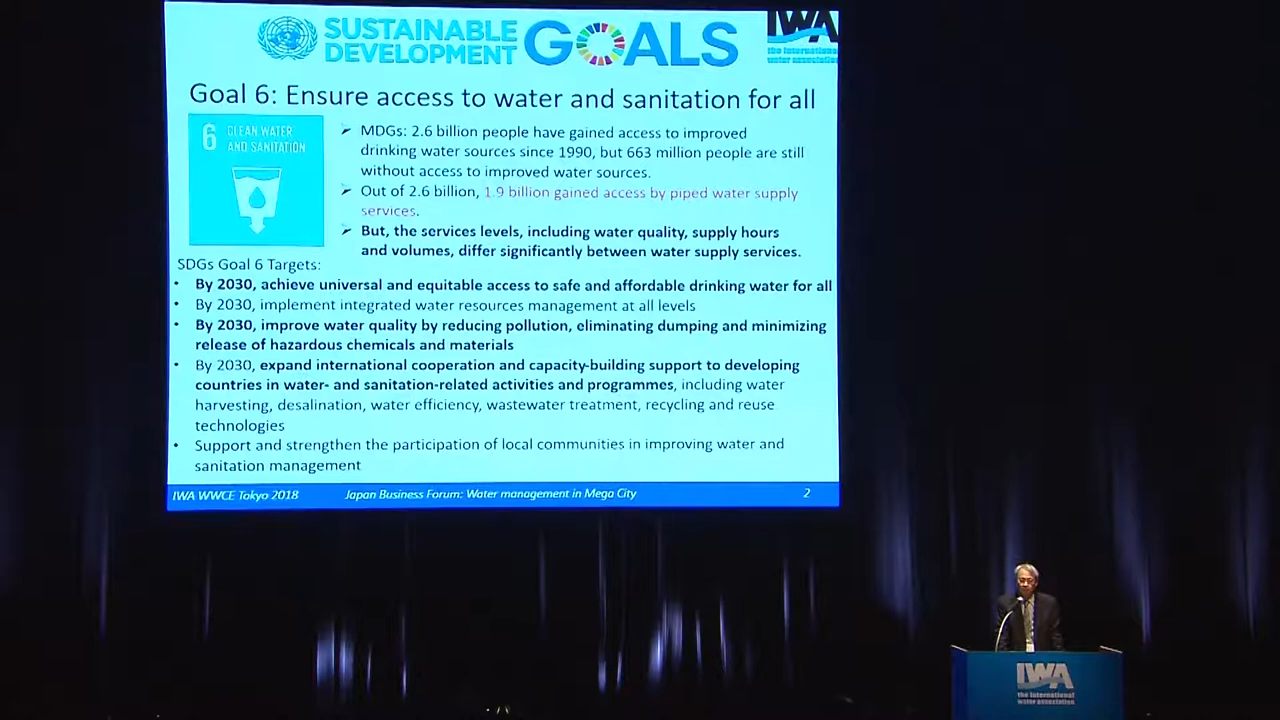 SUSTAINABLE
DEVELOPMENT
GOALS
IWA
the international
water association
Goal 6: Ensure access to water and sanitation for all
6 CLEAN WATER
AND SANITATION
➢ MDGs: 2.6 billion people have gained access to improved
drinking water sources since 1990, but 663 million people are still
without access to improved water sources.
➢ Out of 2.6 billion, 1.9 billion gained access by piped water supply
services.
➢ But, the services levels, including water quality, supply hours
and volumes, differ significantly between water supply services.
SDGs Goal 6 Targets:
• By 2030, achieve universal and equitable access to safe and affordable drinking water for all
• By 2030, implement integrated water resources management at all levels
• By 2030, improve water quality by reducing pollution, eliminating dumping and minimizing
release of hazardous chemicals and materials
• By 2030, expand international cooperation and capacity-building support to developing
countries in water- and sanitation-related activities and programmes, including water
harvesting, desalination, water efficiency, wastewater treatment, recycling and reuse
technologies
• Support and strengthen the participation of local communities in improving water and
sanitation management
IWA WWCE Tokyo 2018 Japan Business Forum: Water management in Mega City 2
IWA
the international
water association